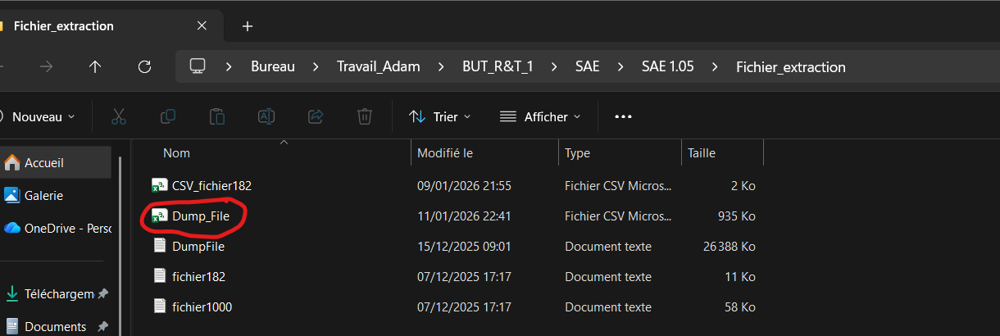 Fichier_extraction
Bureau > Travail_Adam > BUT_R&T_1 > SAE > SAE 1.05 > Fichier_extraction
Nouveau Trier Afficher
Nom Modifié le Type Taille
Accueil
Galerie
OneDrive - Perso
Téléchargem
Documents
CSV_fichier182 09/01/2026 21:55 Fichier CSV Micros... 2 Ko
Dump_File 11/01/2026 22:41 Fichier CSV Micros... 935 Ko
DumpFile 15/12/2025 09:01 Document texte 26 388 Ko
fichier182 07/12/2025 17:17 Document texte 11 Ko
fichier1000 07/12/2025 17:17 Document texte 58 Ko